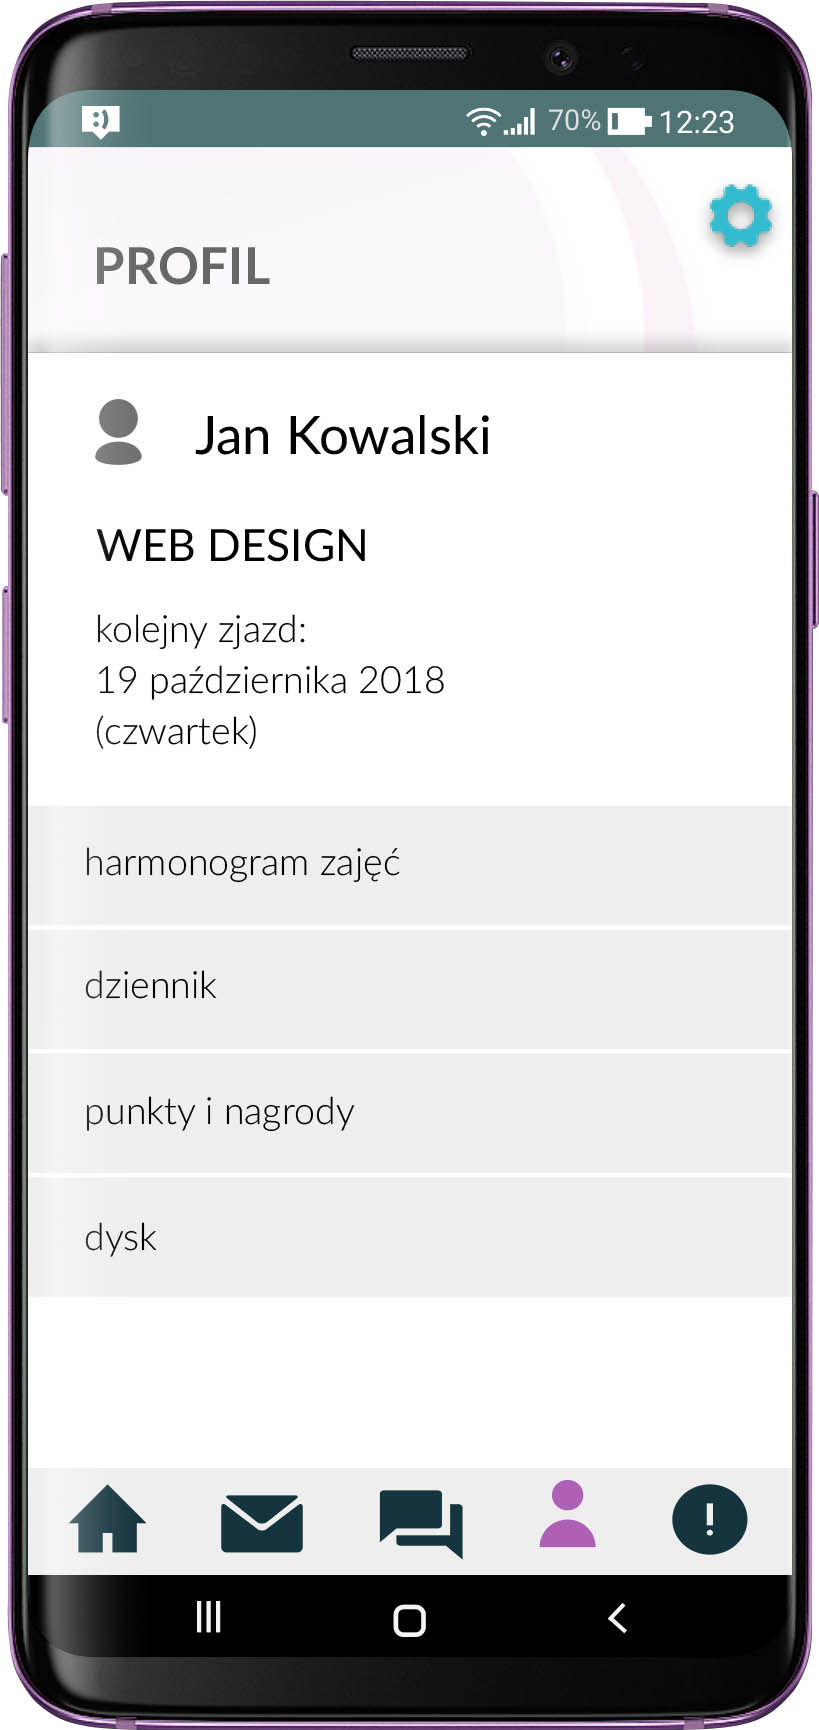 70% 12:23
PROFIL
Jan Kowalski
WEB DESIGN
kolejny zjazd:
19 października 2018
(czwartek)
harmonogram zajęć
dziennik
punkty i nagrody
dysk